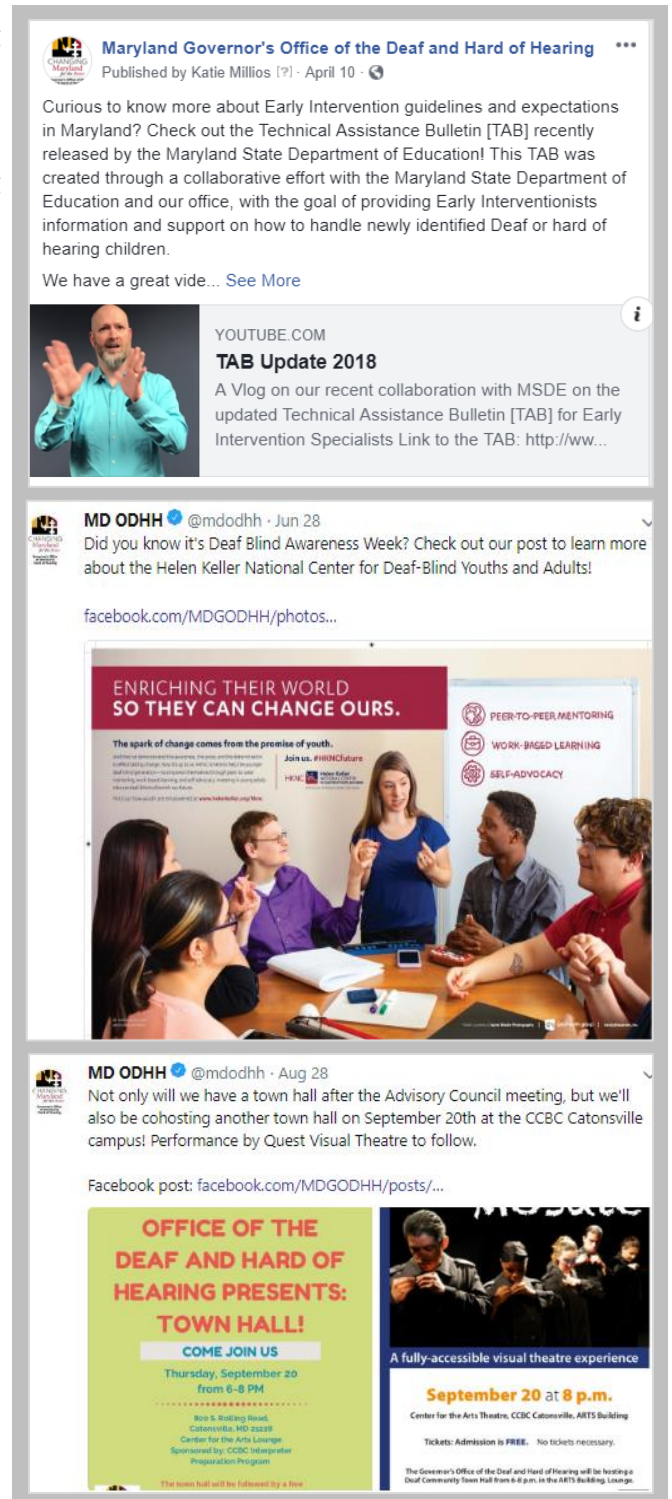 Maryland Governor's Office of the Deaf and Hard of Hearing
Published by Katie Millios [?] · April 10 ·
Curious to know more about Early Intervention guidelines and expectations
in Maryland? Check out the Technical Assistance Bulletin [TAB] recently
released by the Maryland State Department of Education! This TAB was
created through a collaborative effort with the Maryland State Department of
Education and our office, with the goal of providing Early Interventionists
information and support on how to handle newly identified Deaf or hard of
hearing children.
We have a great vide... See More
YOUTUBE.COM
TAB Update 2018
A Vlog on our recent collaboration with MSDE on the
updated Technical Assistance Bulletin [TAB] for Early
Intervention Specialists Link to the TAB: http://ww...
MD ODHH @mdodhh · Jun 28
Did you know it's Deaf Blind Awareness Week? Check out our post to learn more
about the Helen Keller National Center for Deaf-Blind Youths and Adults!
facebook.com/MDGODHH/photos...
ENRICHING THEIR WORLD
SO THEY CAN CHANGE OURS.
The spark of change comes from the promise of youth.
Join us. #HKNCfuture
HKNC Helen Keller
PEER-TO-PEER MENTORING
WORK-BASED LEARNING
SELF-ADVOCACY
MD ODHH @mdodhh · Aug 28
Not only will we have a town hall after the Advisory Council meeting, but we'll
also be cohosting another town hall on September 20th at the CCBC Catonsville
campus! Performance by Quest Visual Theatre to follow.
Facebook post: facebook.com/MDGODHH/posts/...
OFFICE OF THE
DEAF AND HARD OF
HEARING PRESENTS:
TOWN HALL!
COME JOIN US
Thursday, September 20
from 6-8 PM
800 S. Rolling Road,
Catonsville, MD 21228
Center for the Arts Lounge
Sponsored by: CCBC Interpreter
Preparation Program
The town hall will be followed by a free
A fully-accessible visual theatre experience
September 20 at 8 p.m.
Center for the Arts Theatre, CCBC Catonsville, ARTS Building
Tickets: Admission is FREE. No tickets necessary.
The Governor's Office of the Deaf and Hard of Hearing will be hosting a
Deaf Community Town Hall from 6-8 p.m. in the ARTS Building, Lounge.